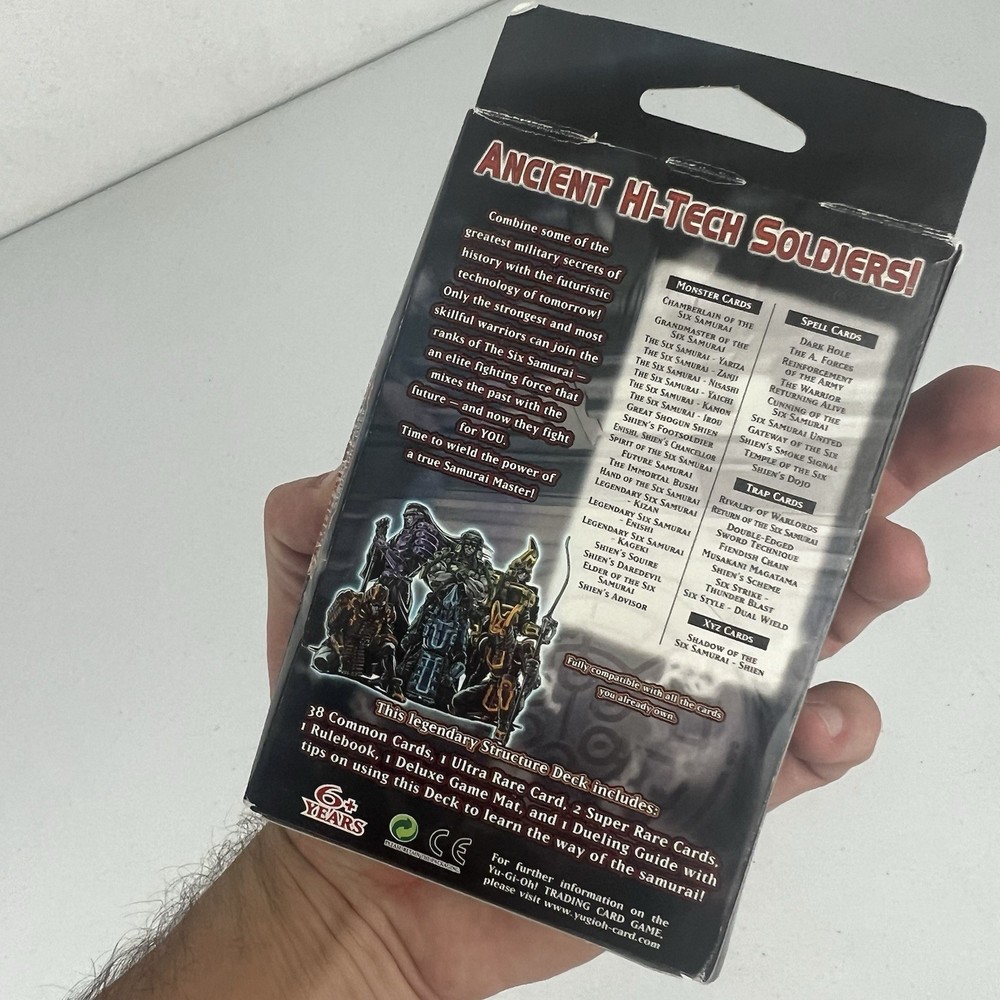 ANCIENT HI-TECH SOLDIERS!
Combine some of the
greatest military secrets of
history with the futuristic
technology of tomorrow!
Only the strongest and most
skillful warriors can join the
ranks of The Six Samurai —
an elite fighting force that
mixes the past with the
future — and now they fight
for YOU.
Time to wield the power of
a true Samurai Master!
MONSTER CARDS
CHAMBERLAIN OF THE
SIX SAMURAI
GRANDMASTER OF THE
SIX SAMURAI
THE SIX SAMURAI - YARIZA
THE SIX SAMURAI - ZANJI
THE SIX SAMURAI - NISASHI
THE SIX SAMURAI - YAICHI
THE SIX SAMURAI - KAMON
THE SIX SAMURAI - IROU
GREAT SHOGUN SHIEN
SHIEN'S FOOTSOLDIER
ENISHI, SHIEN'S CHANCELLOR
SPIRIT OF THE SIX SAMURAI
FUTURE SAMURAI
THE IMMORTAL BUSHI
HAND OF THE SIX SAMURAI
LEGENDARY SIX SAMURAI
- KIZAN
LEGENDARY SIX SAMURAI
- ENISHI
LEGENDARY SIX SAMURAI
- KAGEKI
SHIEN'S SQUIRE
SHIEN'S DAREDEVIL
ELDER OF THE SIX
SAMURAI
SHIEN'S ADVISOR
SPELL CARDS
DARK HOLE
THE A. FORCES
REINFORCEMENT
OF THE ARMY
THE WARRIOR
RETURNING ALIVE
CUNNING OF THE
SIX SAMURAI
SIX SAMURAI UNITED
GATEWAY OF THE SIX
SHIEN'S SMOKE SIGNAL
TEMPLE OF THE SIX
SHIEN'S DOJO
TRAP CARDS
RIVALRY OF WARLORDS
RETURN OF THE SIX SAMURAI
DOUBLE-EDGED
SWORD TECHNIQUE
FIENDISH CHAIN
MUSAKANI MAGATAMA
SHIEN'S SCHEME
SIX STRIKE -
THUNDER BLAST
SIX STYLE - DUAL WIELD
XYZ CARDS
SHADOW OF THE
SIX SAMURAI - SHIEN
Fully compatible with all the cards
you already own.
This legendary Structure Deck includes:
38 Common Cards, 1 Ultra Rare Card, 2 Super Rare Cards,
1 Rulebook, 1 Deluxe Game Mat, and 1 Dueling Guide with
tips on using this Deck to learn the way of the samurai!
6+
YEARS
PLEASE RETAIN THIS PACKAGING.
CE
For further information on the
Yu-Gi-Oh! TRADING CARD GAME,
please visit www.yugioh-card.com